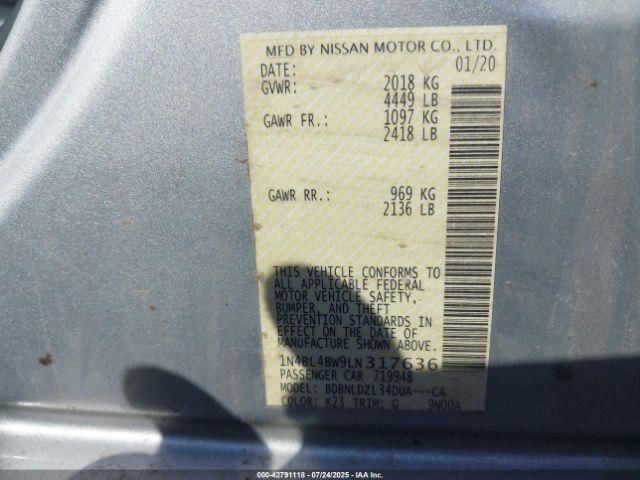 MFD BY NISSAN MOTOR CO., LTD.
DATE: 01/20
GVWR: 2018 KG
4449 LB
GAWR FR.: 1097 KG
2418 LB
GAWR RR.: 969 KG
2136 LB
THIS VEHICLE CONFORMS TO
ALL APPLICABLE FEDERAL
MOTOR VEHICLE SAFETY,
BUMPER, AND THEFT
PREVENTION STANDARDS IN
EFFECT ON THE DATE OF
MANUFACTURE SHOWN ABOVE.
1N4BL4BW9LN317636
PASSENGER CAR 719948
MODEL: BDBNLDZL34DUA---CA
COLOR: K23 TRIM: G 9N00A
000-42791118 | 07/24/2025 | IAA Inc.